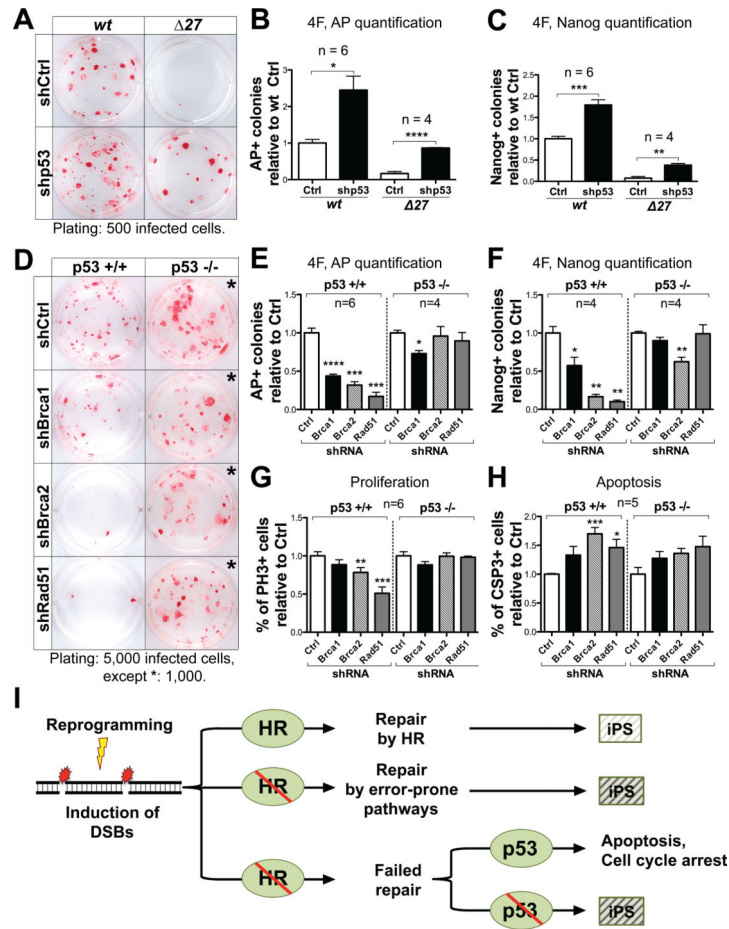 A
wt
Δ27
shCtrl
shp53
Plating: 500 infected cells.
B
4F, AP quantification
AP+ colonies
relative to wt Ctrl
3
2
1
0
n = 6
*
n = 4
****
Ctrl shp53 Ctrl shp53
wt Δ27
C
4F, Nanog quantification
Nanog+ colonies
relative to wt Ctrl
2.0
1.5
1.0
0.5
0.0
n = 6
***
n = 4
**
Ctrl shp53 Ctrl shp53
wt Δ27
D
p53 +/+
p53 -/-
shCtrl
*
shBrca1
*
shBrca2
*
shRad51
*
Plating: 5,000 infected cells,
except *: 1,000.
E
4F, AP quantification
p53 +/+ p53 -/-
n=6 n=4
AP+ colonies
relative to Ctrl
1.5
1.0
0.5
0.0
**** *** *** *
Ctrl Brca1 Brca2 Rad51 Ctrl Brca1 Brca2 Rad51
shRNA
F
4F, Nanog quantification
p53 +/+ p53 -/-
n=4 n=4
Nanog+ colonies
relative to Ctrl
1.5
1.0
0.5
0.0
* ** ** **
Ctrl Brca1 Brca2 Rad51 Ctrl Brca1 Brca2 Rad51
shRNA
G
Proliferation
p53 +/+ n=6 p53 -/-
% of PH3+ cells
relative to Ctrl
1.5
1.0
0.5
0.0
** ***
Ctrl Brca1 Brca2 Rad51 Ctrl Brca1 Brca2 Rad51
shRNA
H
Apoptosis
p53 +/+ n=5 p53 -/-
% of CSP3+ cells
relative to Ctrl
2.0
1.5
1.0
0.5
0.0
*** *
Ctrl Brca1 Brca2 Rad51 Ctrl Brca1 Brca2 Rad51
shRNA
I
Reprogramming
Induction of
DSBs
HR
Repair
by HR
iPS
HR
Repair
by error-prone
pathways
iPS
HR
Failed
repair
p53
Apoptosis,
Cell cycle arrest
p53
iPS